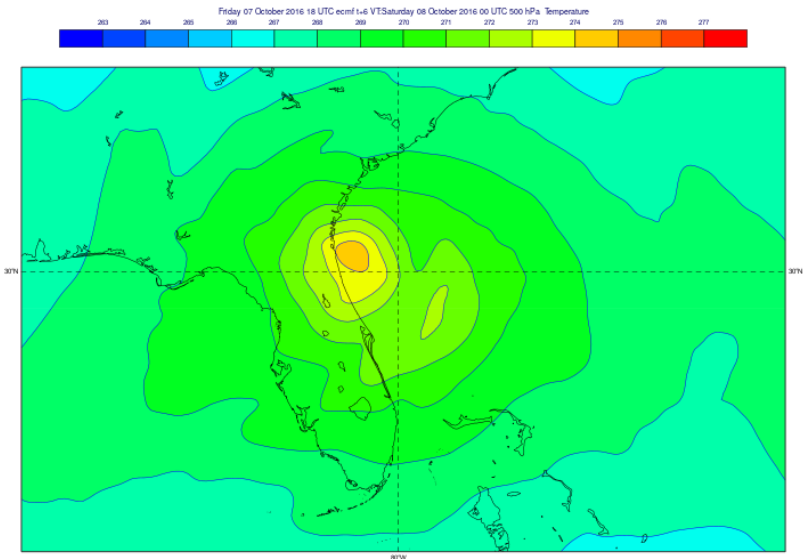 Friday 07 October 2016 18 UTC ecmf t+6 VT:Saturday 08 October 2016 00 UTC 500 hPa Temperature
263 264 265 266 267 268 269 270 271 272 273 274 275 276 277
30°N 30°N
80°W